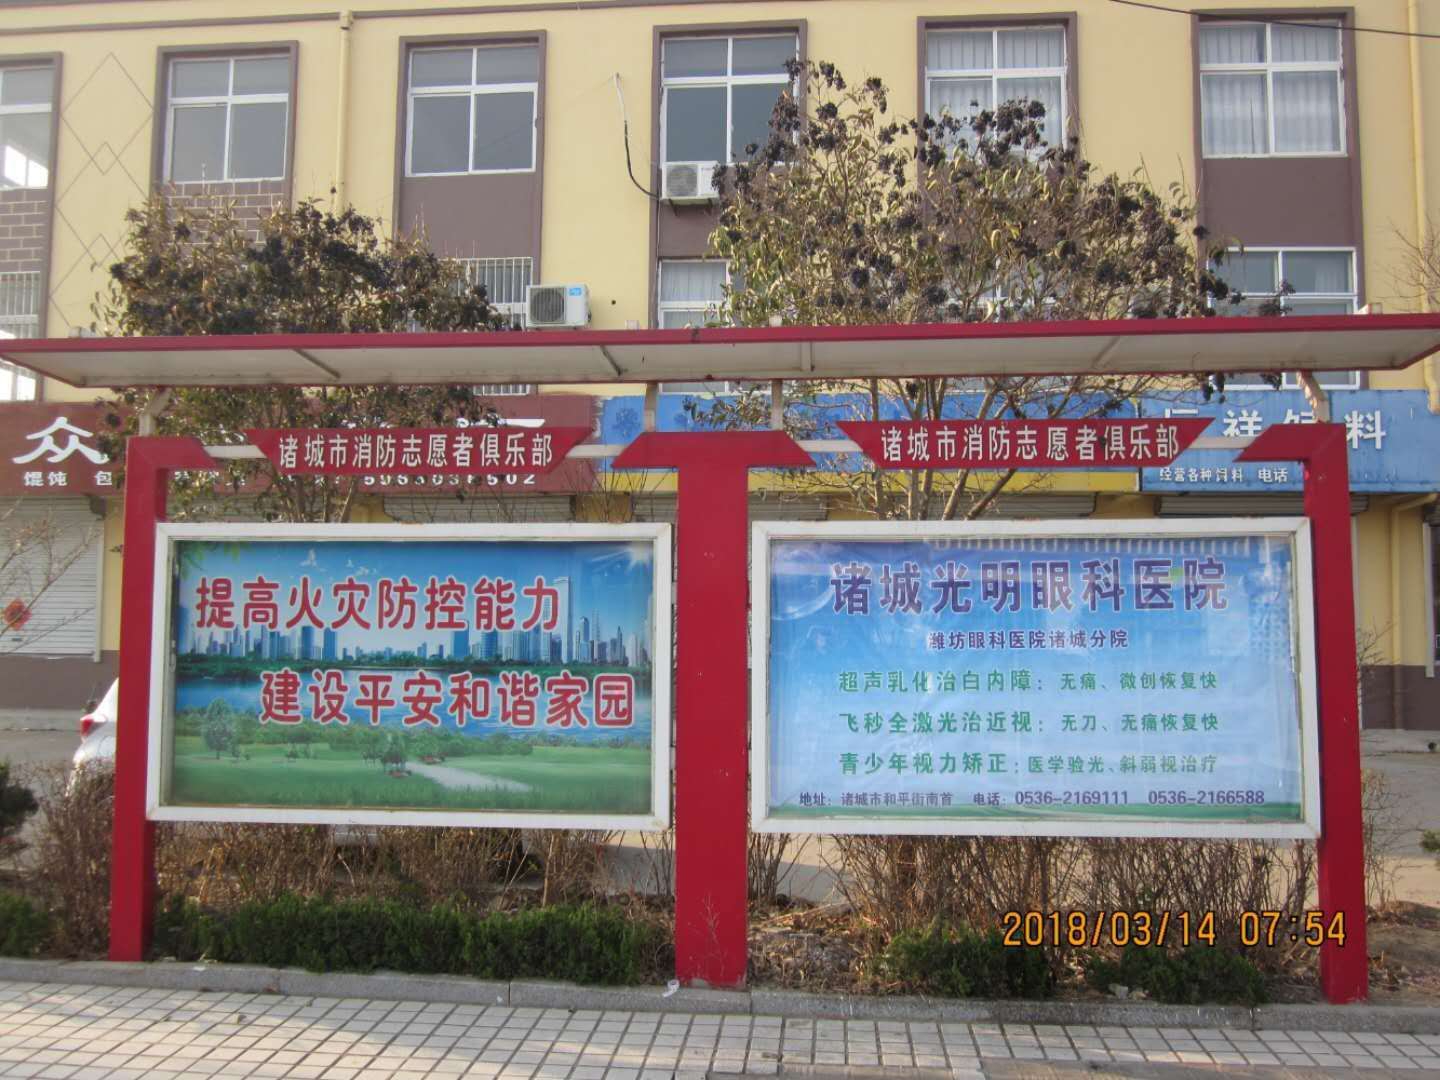 众
馄饨 包
祥饲料
经营各种饲料 电话
诸城市消防志愿者俱乐部
诸城市消防志愿者俱乐部
提高火灾防控能力
建设平安和谐家园
诸城光明眼科医院
潍坊眼科医院诸城分院
超声乳化治白内障：无痛、微创恢复快
飞秒全激光治近视：无刀、无痛恢复快
青少年视力矫正：医学验光、斜弱视治疗
地址：诸城市和平街南首 电话：0536-2169111 0536-2166588
2018/03/14 07:54